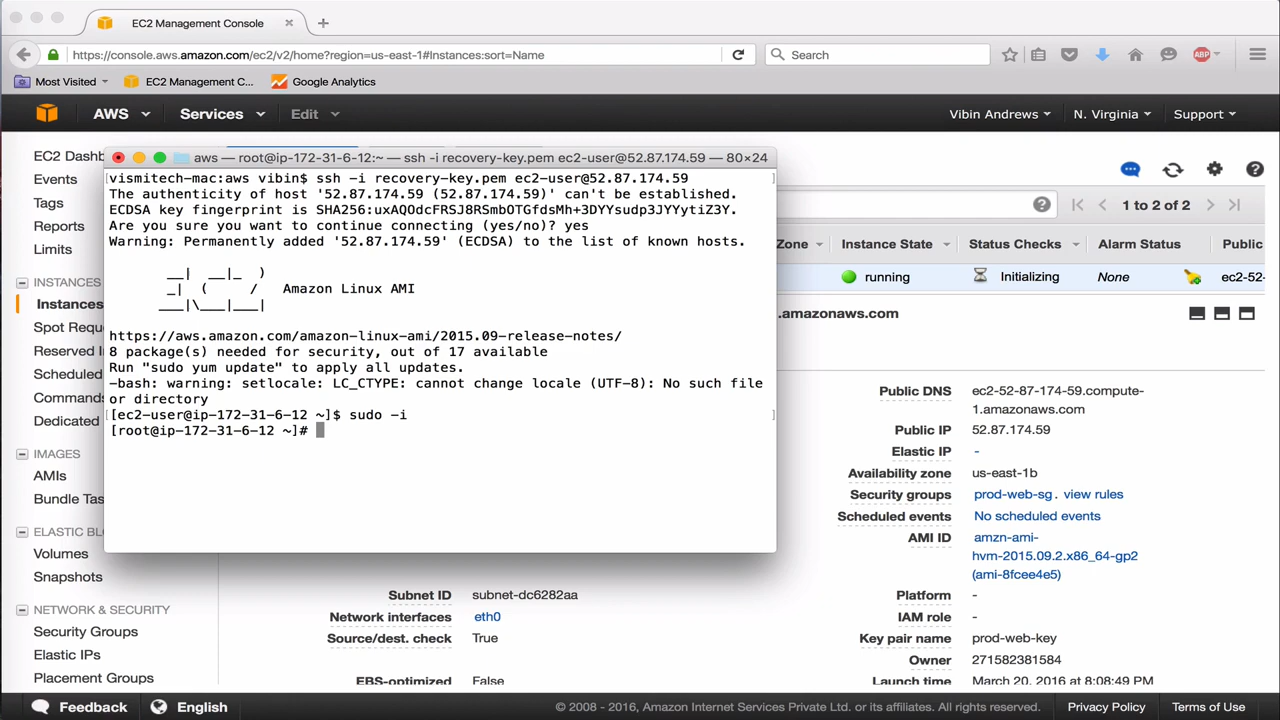 EC2 Management Console
https://console.aws.amazon.com/ec2/v2/home?region=us-east-1#Instances:sort=Name
Search
ABP
Most Visited
EC2 Management C...
Google Analytics
AWS
Services
Edit
Vibin Andrews
N. Virginia
Support
EC2 Dashb
Events
Tags
Reports
Limits
INSTANCES
Instances
Spot Reque
Reserved In
Scheduled
Commands
Dedicated
IMAGES
AMIs
Bundle Tas
ELASTIC BL
Volumes
Snapshots
NETWORK & SECURITY
Security Groups
Elastic IPs
Placement Groups
aws — root@ip-172-31-6-12:~ — ssh -i recovery-key.pem ec2-user@52.87.174.59 — 80×24
vismitech-mac:aws vibin$ ssh -i recovery-key.pem ec2-user@52.87.174.59
The authenticity of host '52.87.174.59 (52.87.174.59)' can't be established.
ECDSA key fingerprint is SHA256:uxAQOdcFRSJ8RSmbOTGfdsMh+3DYYsudp3JYYytiZ3Y.
Are you sure you want to continue connecting (yes/no)? yes
Warning: Permanently added '52.87.174.59' (ECDSA) to the list of known hosts.
__|  __|_  )
_|  (     /   Amazon Linux AMI
___|\___|___|
https://aws.amazon.com/amazon-linux-ami/2015.09-release-notes/
8 package(s) needed for security, out of 17 available
Run "sudo yum update" to apply all updates.
-bash: warning: setlocale: LC_CTYPE: cannot change locale (UTF-8): No such file
or directory
[ec2-user@ip-172-31-6-12 ~]$ sudo -i
[root@ip-172-31-6-12 ~]#
1 to 2 of 2
Zone
Instance State
Status Checks
Alarm Status
Public
running
Initializing
None
ec2-52-
.amazonaws.com
Public DNS
ec2-52-87-174-59.compute-
1.amazonaws.com
Public IP
52.87.174.59
Elastic IP
-
Availability zone
us-east-1b
Security groups
prod-web-sg . view rules
Scheduled events
No scheduled events
AMI ID
amzn-ami-
hvm-2015.09.2.x86_64-gp2
(ami-8fcee4e5)
Subnet ID
subnet-dc6282aa
Platform
-
Network interfaces
eth0
IAM role
-
Source/dest. check
True
Key pair name
prod-web-key
Owner
271582381584
EBS-optimized
False
Launch time
March 20, 2016 at 8:08:49 PM
Feedback
English
© 2008 - 2016, Amazon Internet Services Private Ltd. or its affiliates. All rights reserved.
Privacy Policy
Terms of Use